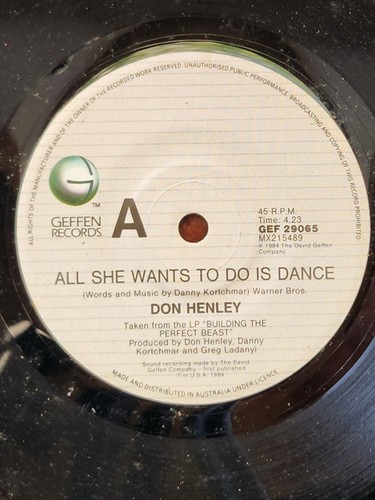 ALL RIGHTS OF THE MANUFACTURER AND OF THE OWNER OF THE RECORDED WORK RESERVED. UNAUTHORISED PUBLIC PERFORMANCE, BROADCASTING AND COPYING OF THIS RECORD PROHIBITED
G
TM
GEFFEN
RECORDS
A
45 R.P.M.
Time: 4.23
GEF 29065
MX215489
℗ 1984 The David Geffen
Company
ALL SHE WANTS TO DO IS DANCE
(Words and Music by Danny Kortchmar) Warner Bros.
DON HENLEY
Taken from the LP "BUILDING THE
PERFECT BEAST"
Produced by Don Henley, Danny
Kortchmar and Greg Ladanyi
Sound recording made by The David
Geffen Company – first published
in U.S.A. 1984
MADE AND DISTRIBUTED IN AUSTRALIA UNDER LICENCE